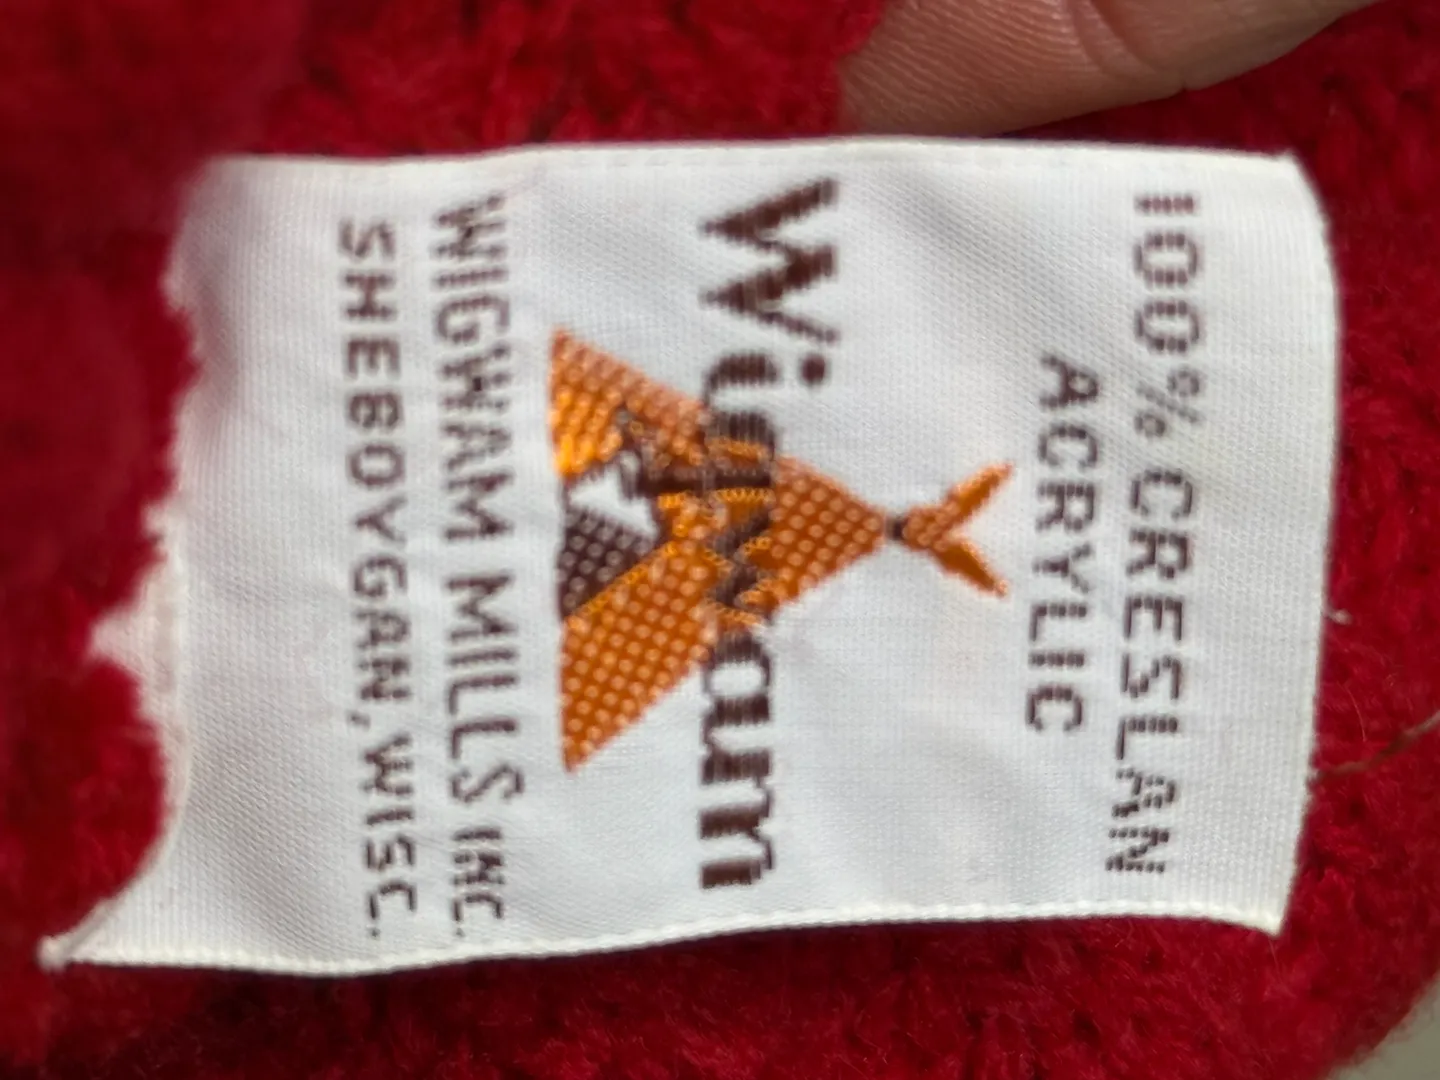 100% CRESLAN
ACRYLIC
Wigwam
WIGWAM MILLS INC.
SHEBOYGAN, WISC.